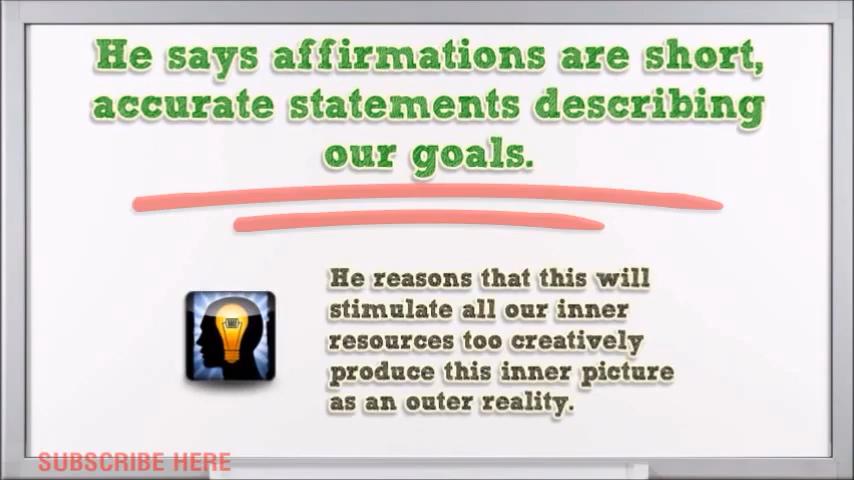 He says affirmations are short,
accurate statements describing
our goals.
He reasons that this will
stimulate all our inner
resources too creatively
produce this inner picture
as an outer reality.
SUBSCRIBE HERE